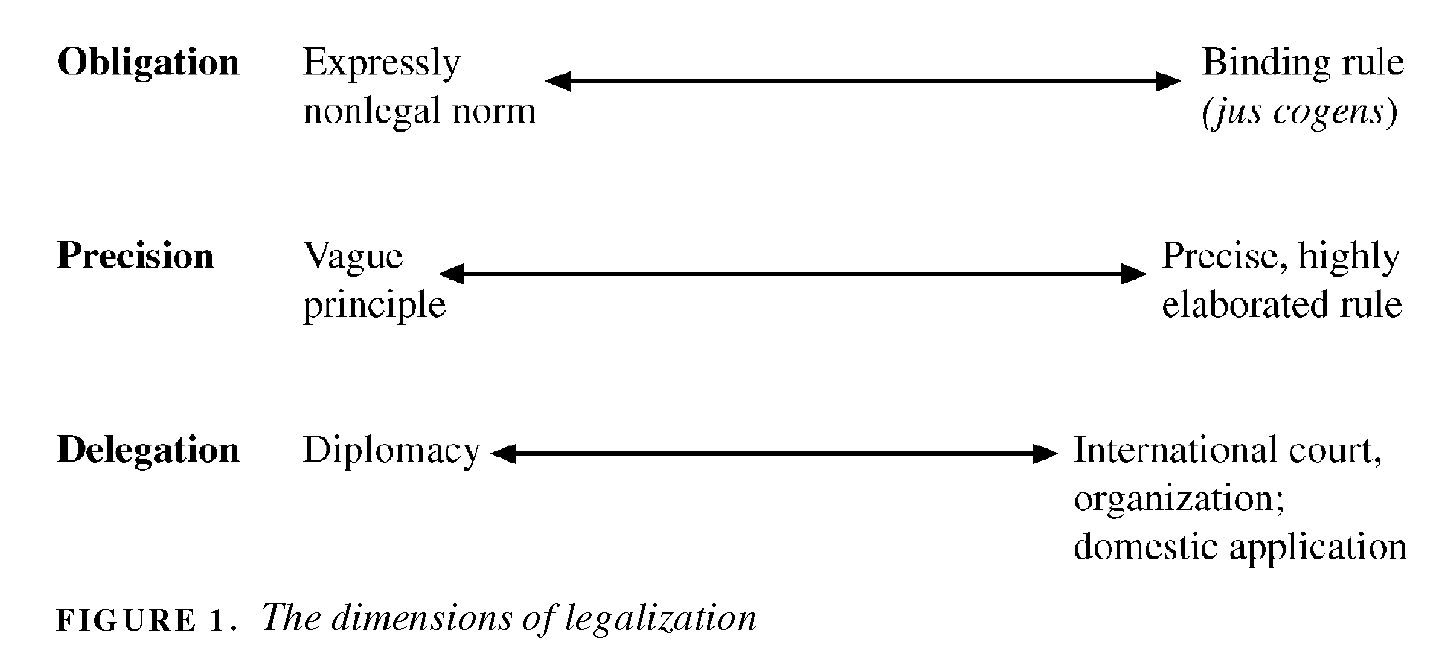 Obligation Expressly nonlegal norm Binding rule (jus cogens)
Precision Vague principle Precise, highly elaborated rule
Delegation Diplomacy International court, organization; domestic application
FIGURE 1. The dimensions of legalization